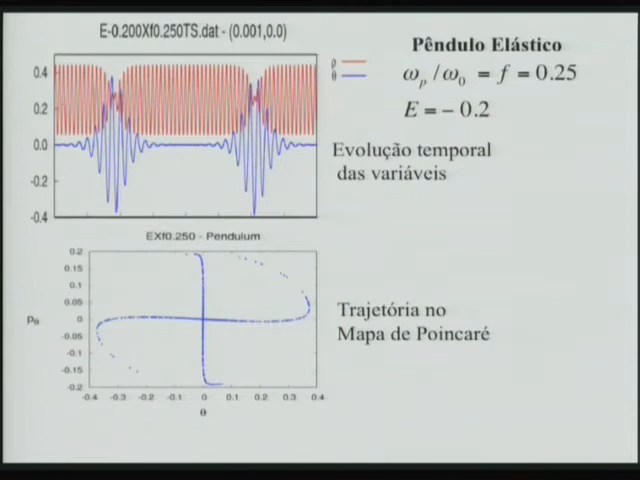 E-0.200Xf0.250TS.dat - (0.001,0.0)
Pêndulo Elástico
ρ
θ
ω_p / ω_0 = f = 0.25
E = - 0.2
0.4
0.2
0.0
-0.2
-0.4
Evolução temporal
das variáveis
EXf0.250 - Pendulum
0.2
0.15
0.1
0.05
0
-0.05
-0.1
-0.15
-0.2
Pθ
-0.4 -0.3 -0.2 -0.1 0 0.1 0.2 0.3 0.4
θ
Trajetória no
Mapa de Poincaré